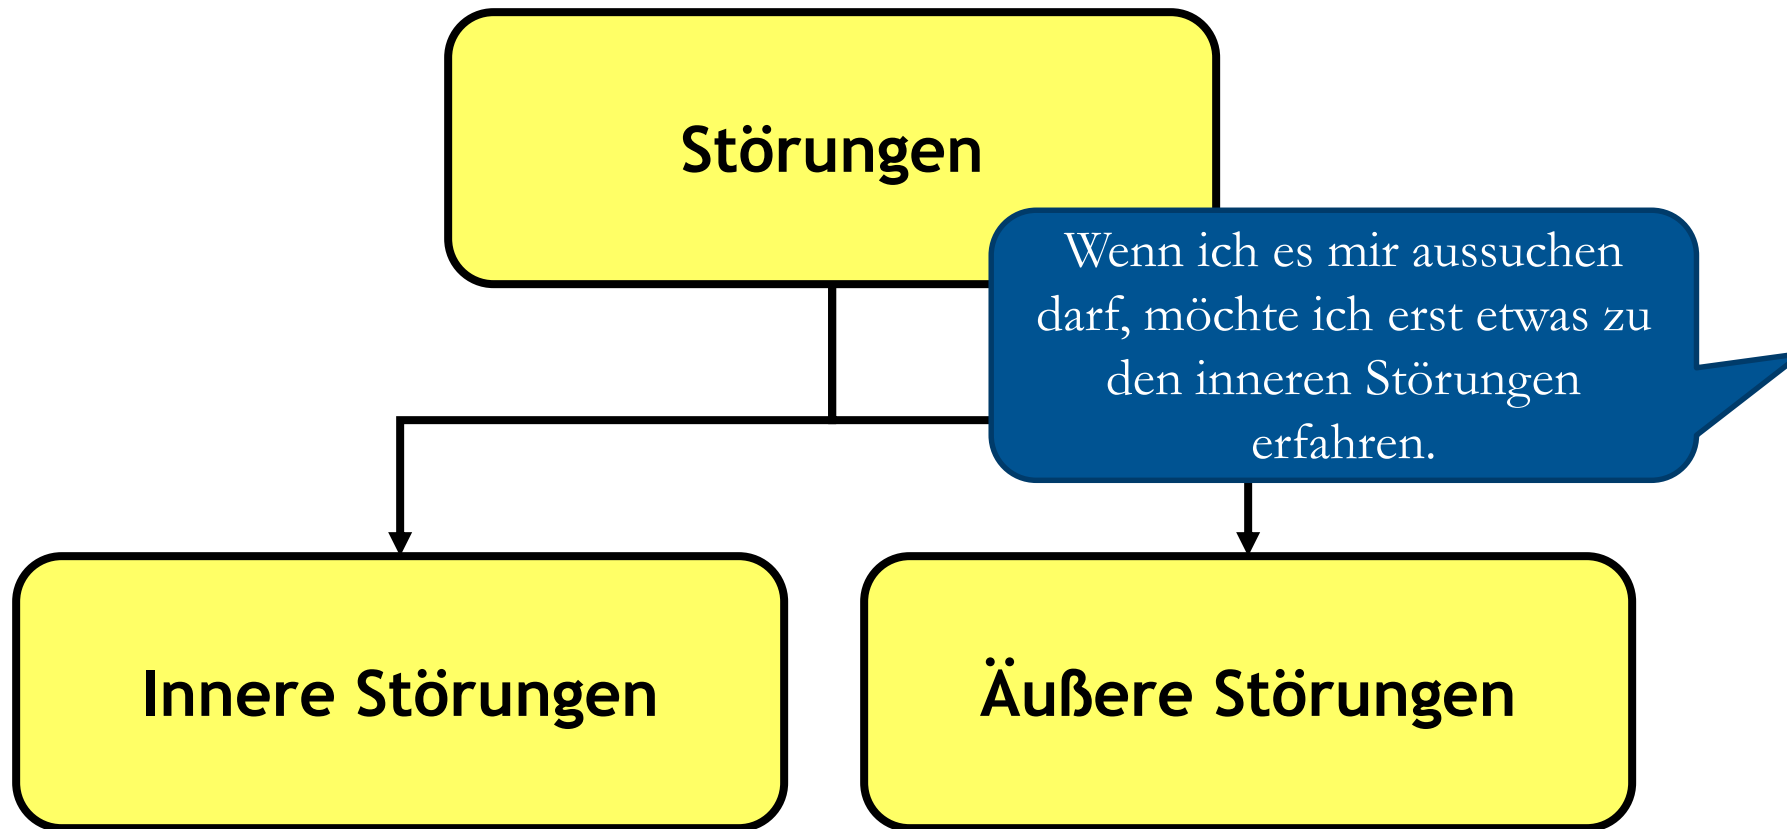 Störungen
Wenn ich es mir aussuchen
darf, möchte ich erst etwas zu
den inneren Störungen
erfahren.
Innere Störungen
Äußere Störungen